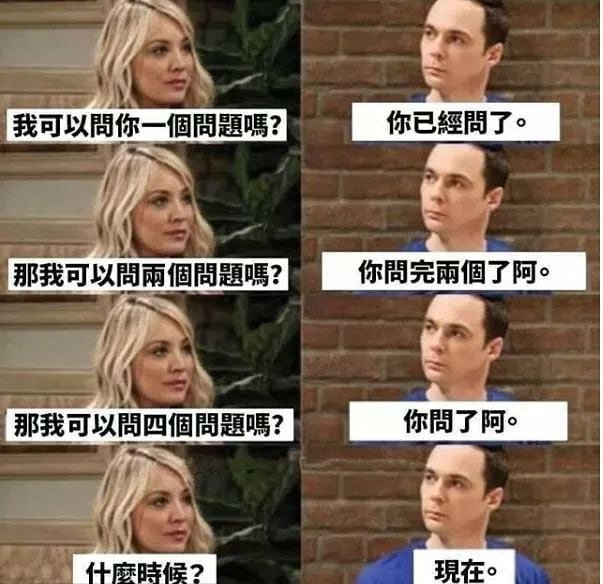 我可以問你一個問題嗎?
你已經問了。
那我可以問兩個問題嗎?
你問完兩個了阿。
那我可以問四個問題嗎?
你問了阿。
什麼時候?
現在。